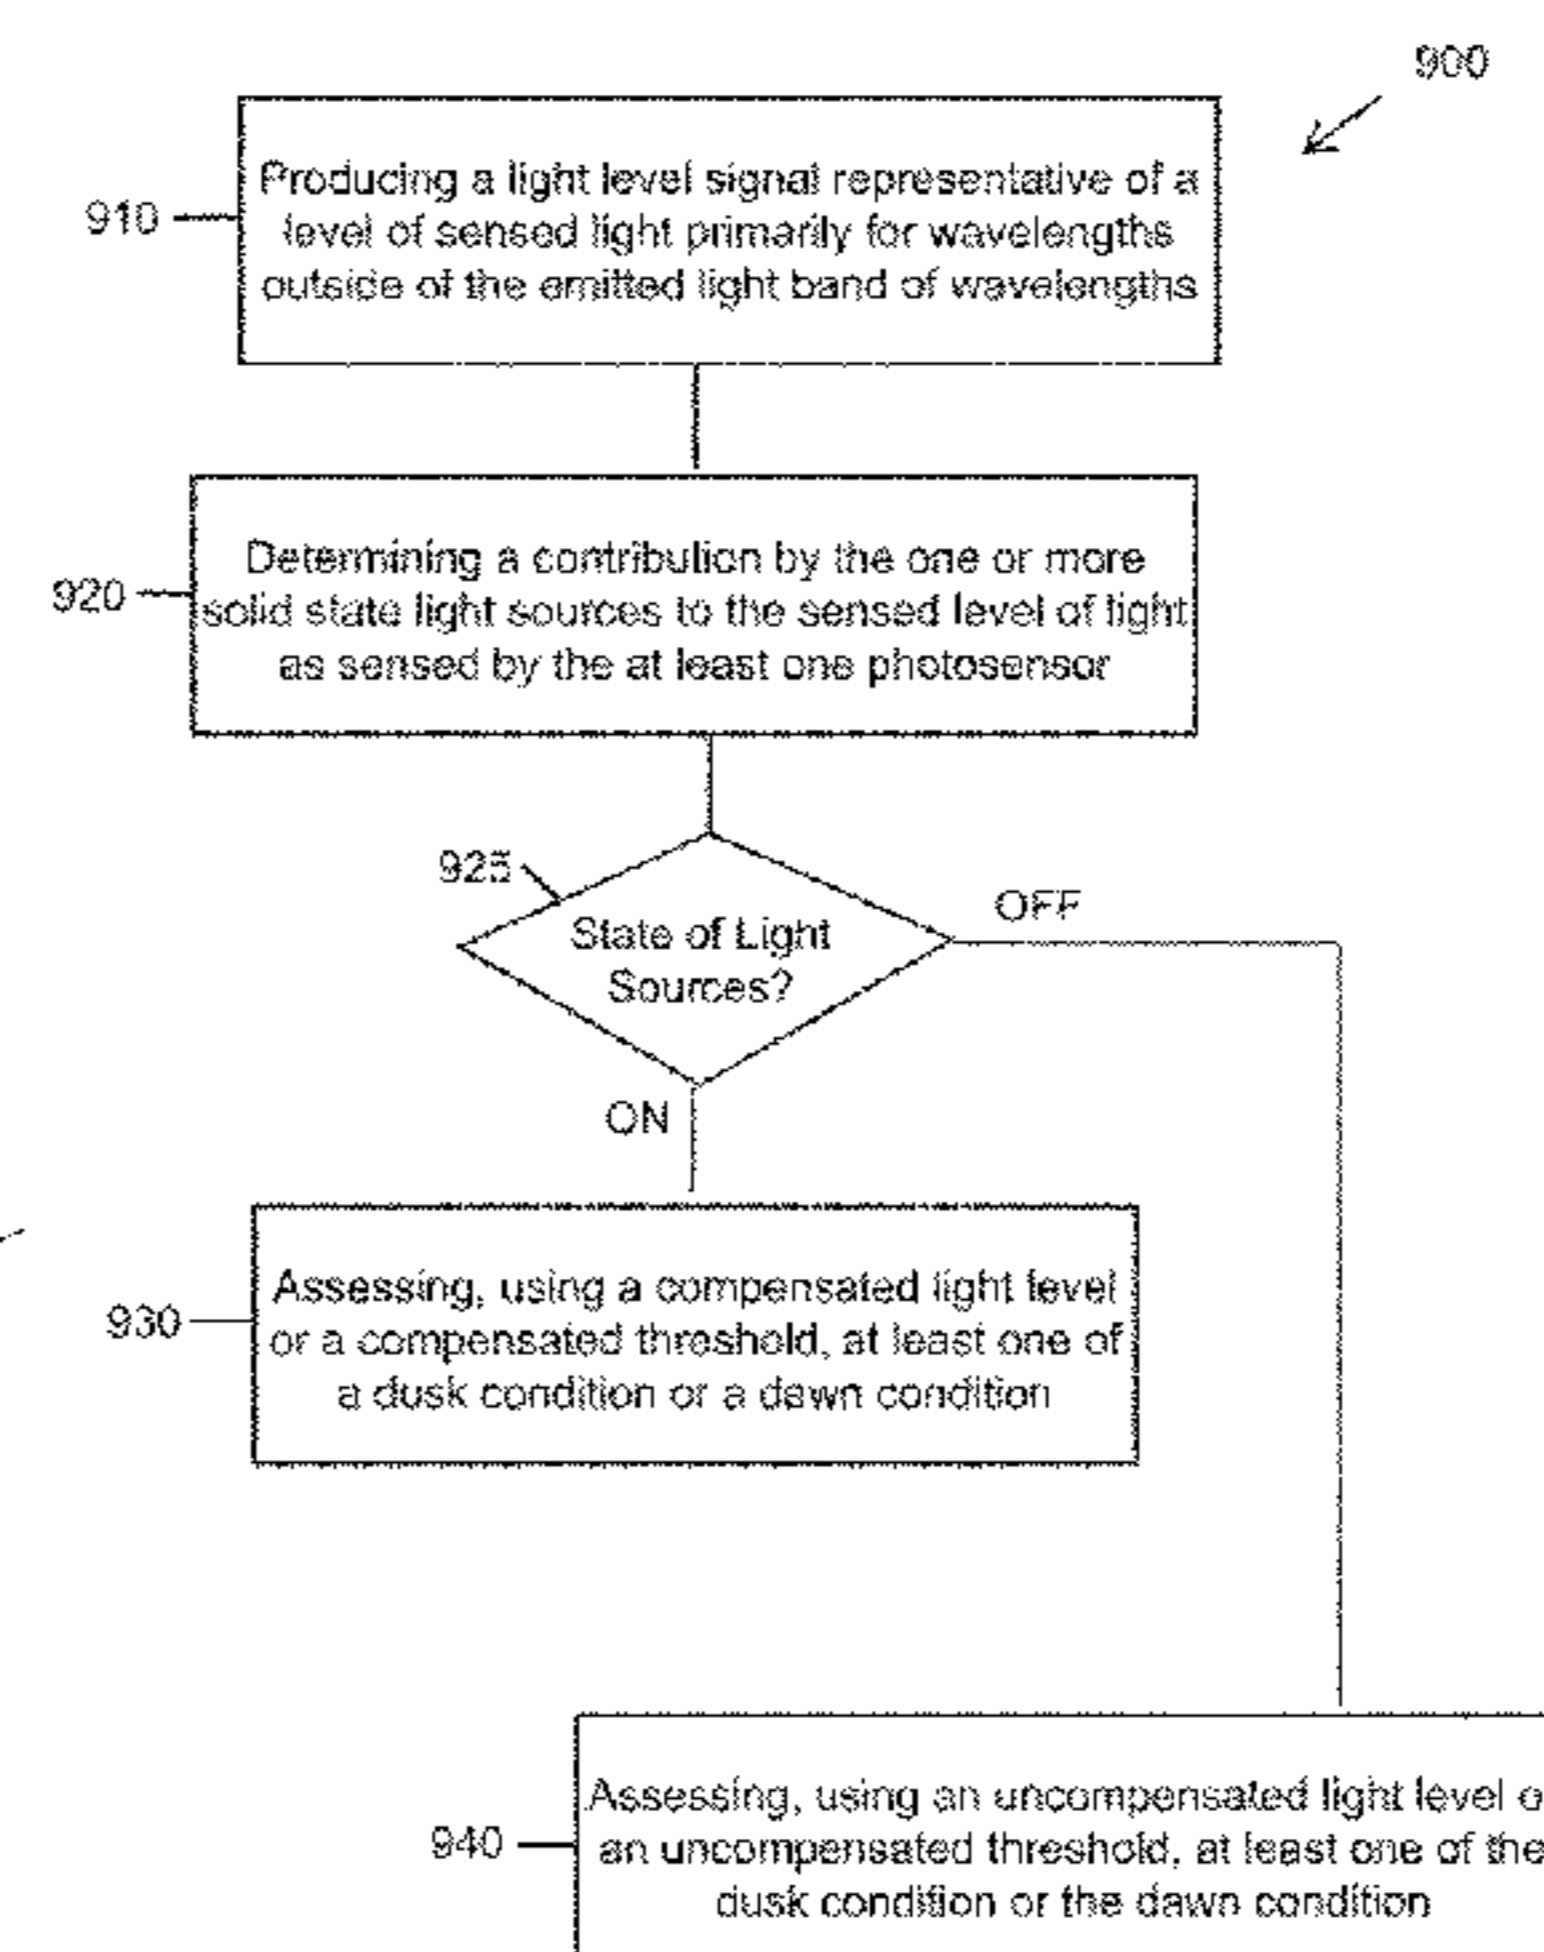 900
910
Producing a light level signal representative of a
level of sensed light primarily for wavelengths
outside of the emitted light band of wavelengths
920
Determining a contribution by the one or more
solid state light sources to the sensed level of light
as sensed by the at least one photosensor
925
State of Light
Sources?
OFF
ON
930
Assessing, using a compensated light level
or a compensated threshold, at least one of
a dusk condition or a dawn condition
940
Assessing, using an uncompensated light level
an uncompensated threshold, at least one of the
dusk condition or the dawn condition